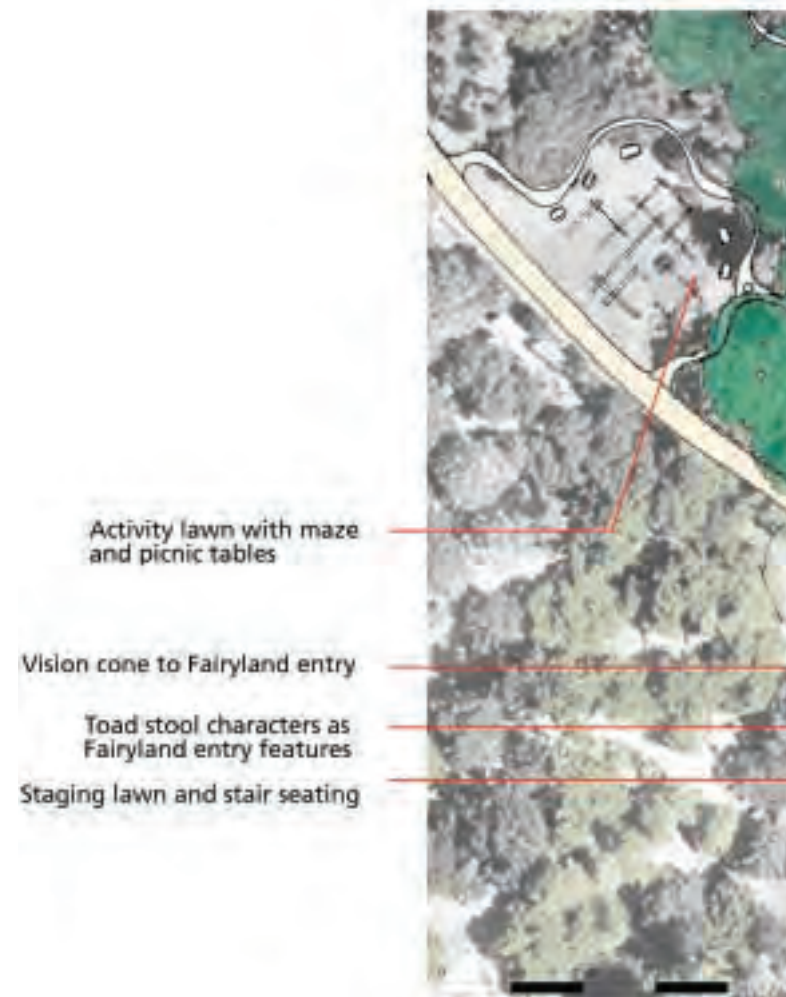 Activity lawn with maze
and picnic tables
Vision cone to Fairyland entry
Toad stool characters as
Fairyland entry features
Staging lawn and stair seating